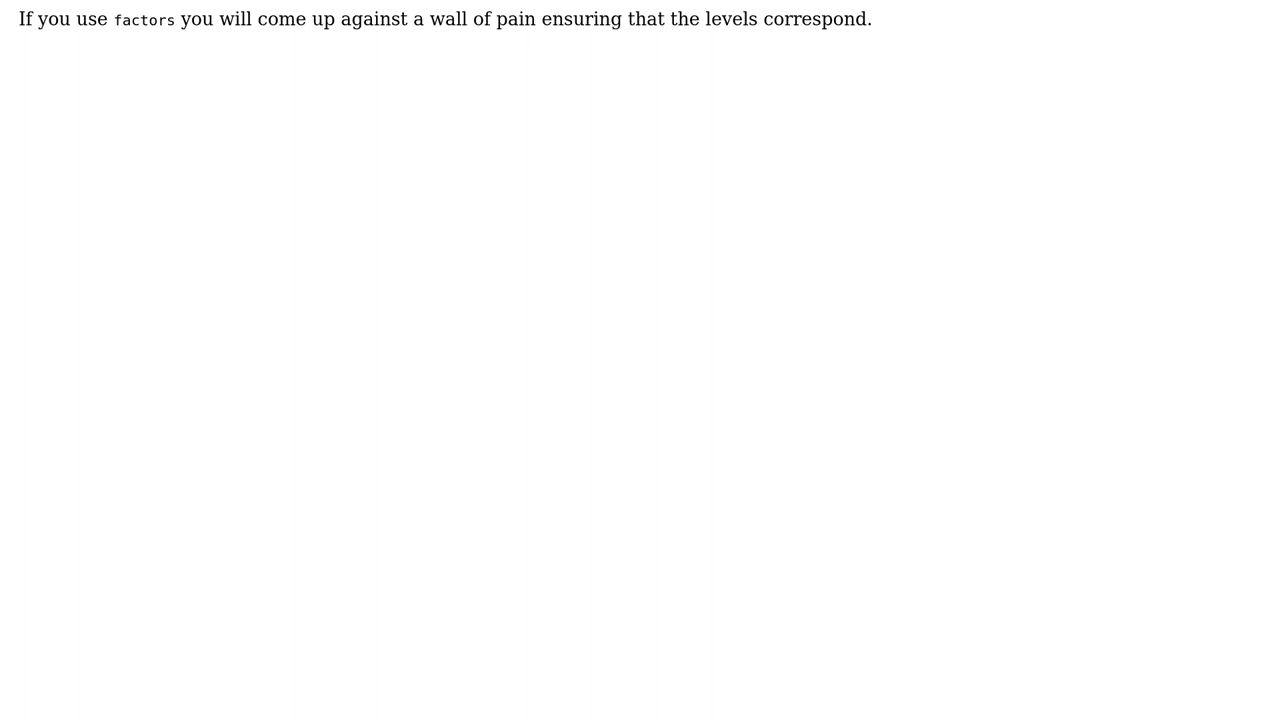 If you use factors you will come up against a wall of pain ensuring that the levels correspond.